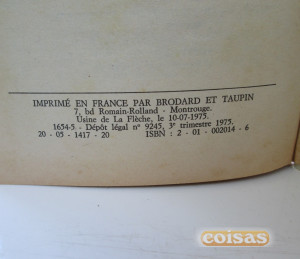 IMPRIMÉ EN FRANCE PAR BRODARD ET TAUPIN
7, bd Romain-Rolland - Montrouge.
Usine de La Flèche, le 10-07-1975.
1654-5 - Dépôt légal nº 9245, 3e trimestre 1975.
20 - 05 - 1417 - 20 ISBN : 2 - 01 - 002014 - 6
coisas